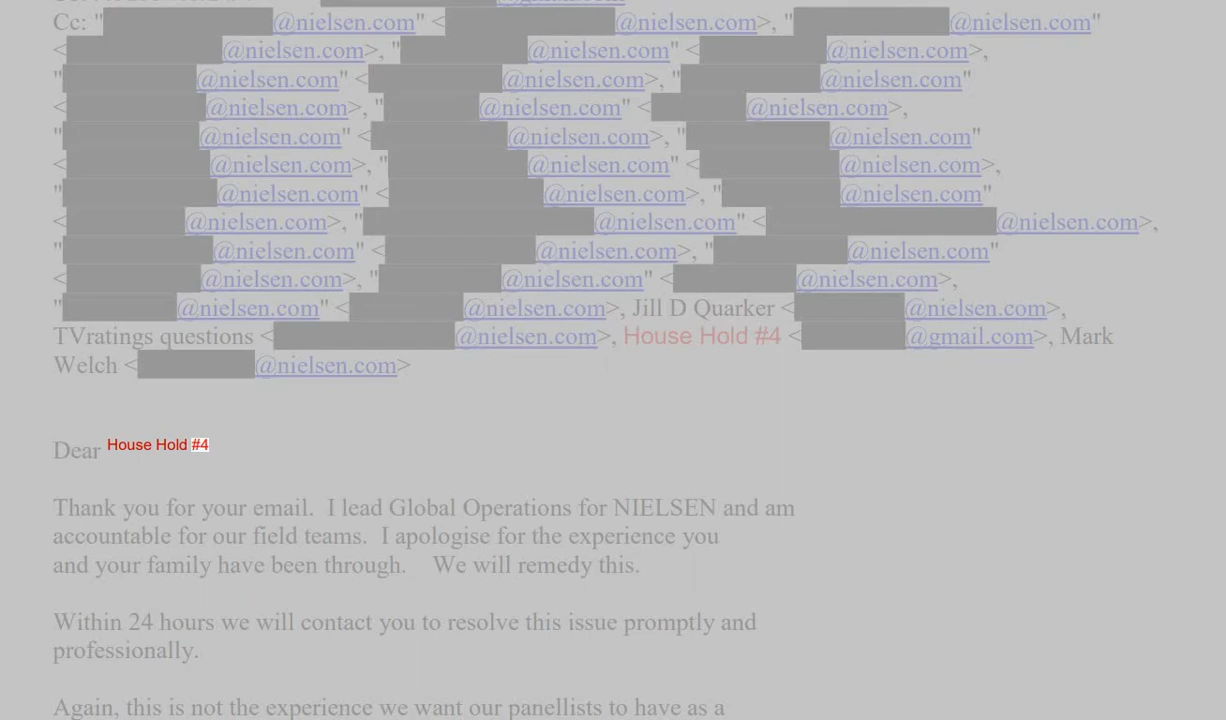 Cc: " @nielsen.com" < @nielsen.com>, " @nielsen.com"
< @nielsen.com>, " @nielsen.com" < @nielsen.com>,
" @nielsen.com" < @nielsen.com>, " @nielsen.com"
< @nielsen.com>, " @nielsen.com" < @nielsen.com>,
" @nielsen.com" < @nielsen.com>, " @nielsen.com"
< @nielsen.com>, " @nielsen.com" < @nielsen.com>,
" @nielsen.com" < @nielsen.com>, " @nielsen.com"
< @nielsen.com>, " @nielsen.com" < @nielsen.com>,
" @nielsen.com" < @nielsen.com>, " @nielsen.com"
< @nielsen.com>, " @nielsen.com" < @nielsen.com>,
" @nielsen.com" < @nielsen.com>, Jill D Quarker < @nielsen.com>,
TVratings questions < @nielsen.com>, House Hold #4 < @gmail.com>, Mark
Welch < @nielsen.com>
Dear House Hold #4
Thank you for your email. I lead Global Operations for NIELSEN and am
accountable for our field teams. I apologise for the experience you
and your family have been through. We will remedy this.
Within 24 hours we will contact you to resolve this issue promptly and
professionally.
Again, this is not the experience we want our panellists to have as a